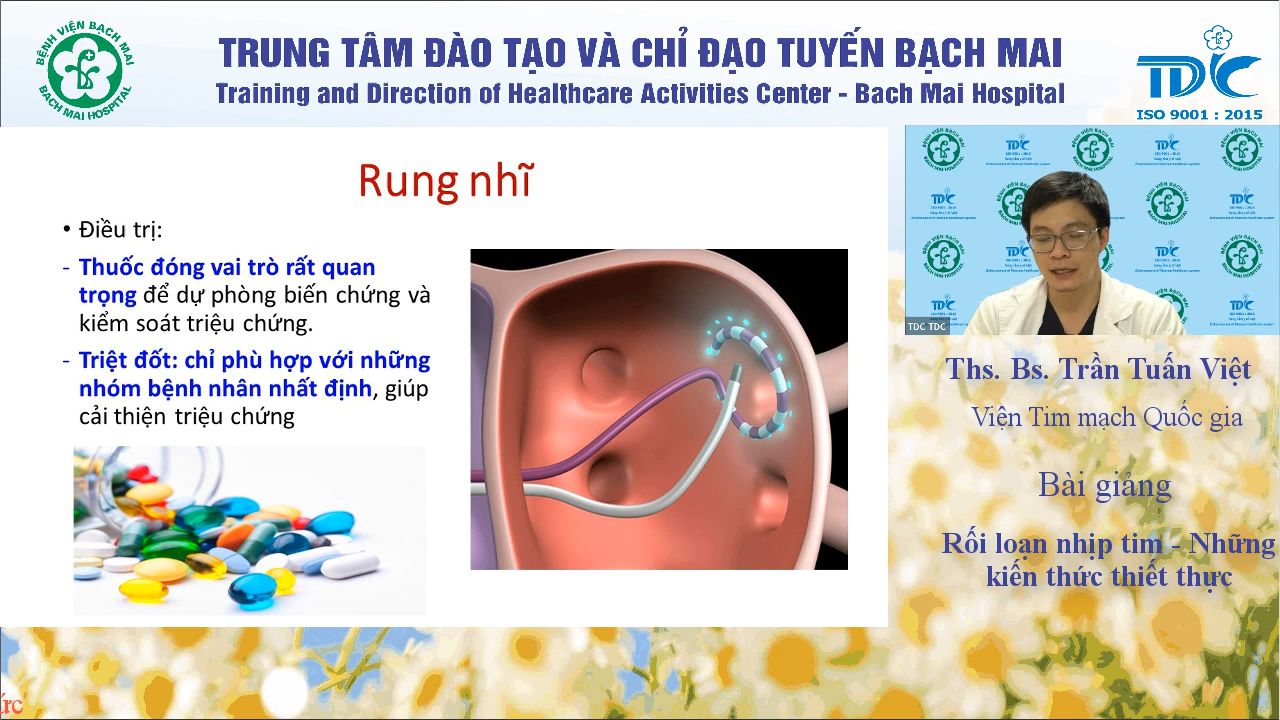 BỆNH VIỆN BẠCH MAI
BACH MAI HOSPITAL
TRUNG TÂM ĐÀO TẠO VÀ CHỈ ĐẠO TUYẾN BẠCH MAI
Training and Direction of Healthcare Activities Center - Bach Mai Hospital
TDC
ISO 9001 : 2015
Rung nhĩ
• Điều trị:
- Thuốc đóng vai trò rất quan
trọng để dự phòng biến chứng và
kiểm soát triệu chứng.
- Triệt đốt: chỉ phù hợp với những
nhóm bệnh nhân nhất định, giúp
cải thiện triệu chứng
TDC TDC
Ths. Bs. Trần Tuấn Việt
Viện Tim mạch Quốc gia
Bài giảng
Rối loạn nhịp tim - Những
kiến thức thiết thực
ức